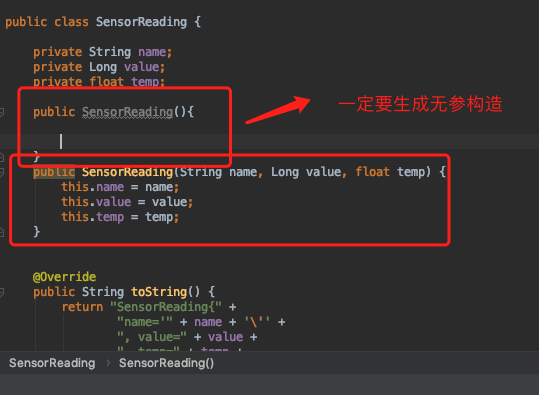 public class SensorReading {
private String name;
private Long value;
private float temp;
public SensorReading(){
一定要生成无参构造
}
public SensorReading(String name, Long value, float temp) {
this.name = name;
this.value = value;
this.temp = temp;
}
@Override
public String toString() {
return "SensorReading{" +
"name='" + name + '\'' +
", value=" + value +
", temp=" + temp +
SensorReading > SensorReading()